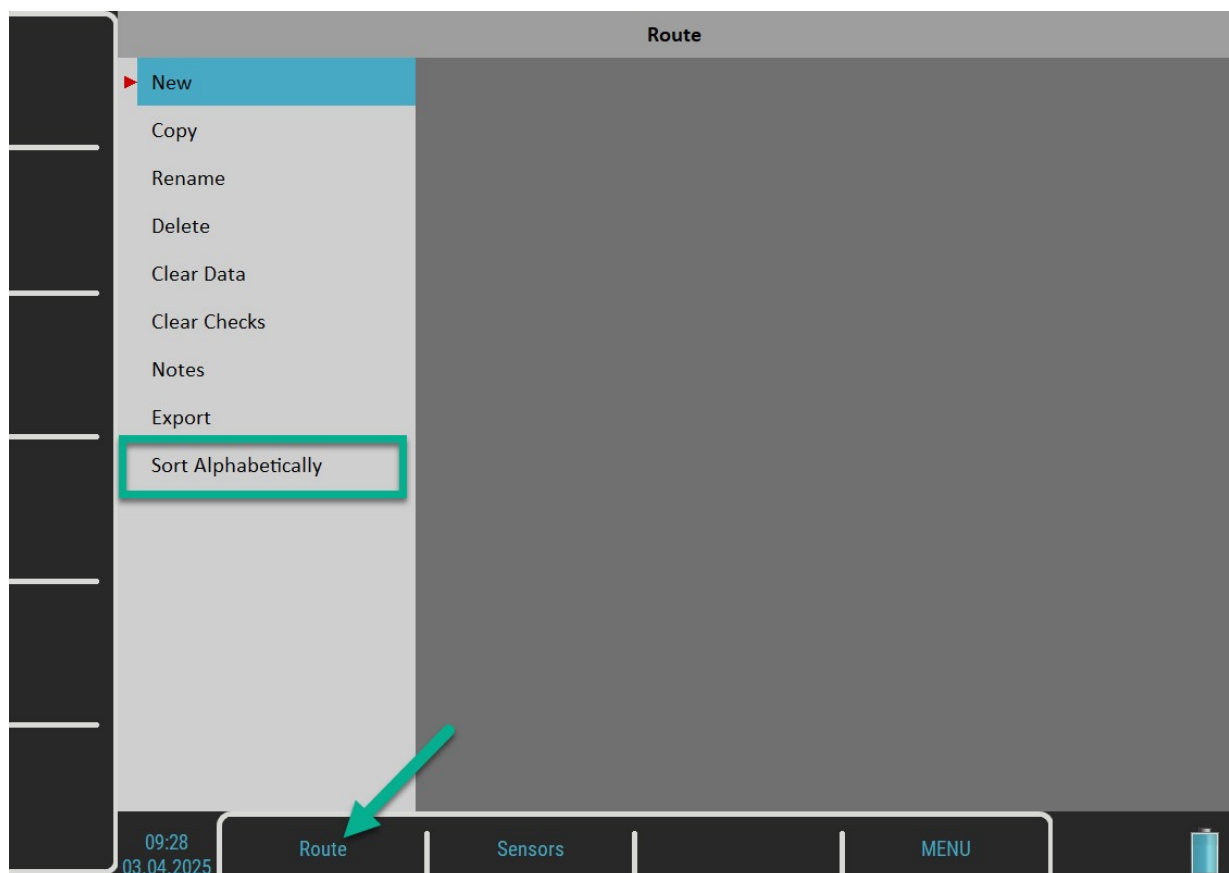 Route
New
Copy
Rename
Delete
Clear Data
Clear Checks
Notes
Export
Sort Alphabetically
09:28
03.04.2025
Route
Sensors
MENU